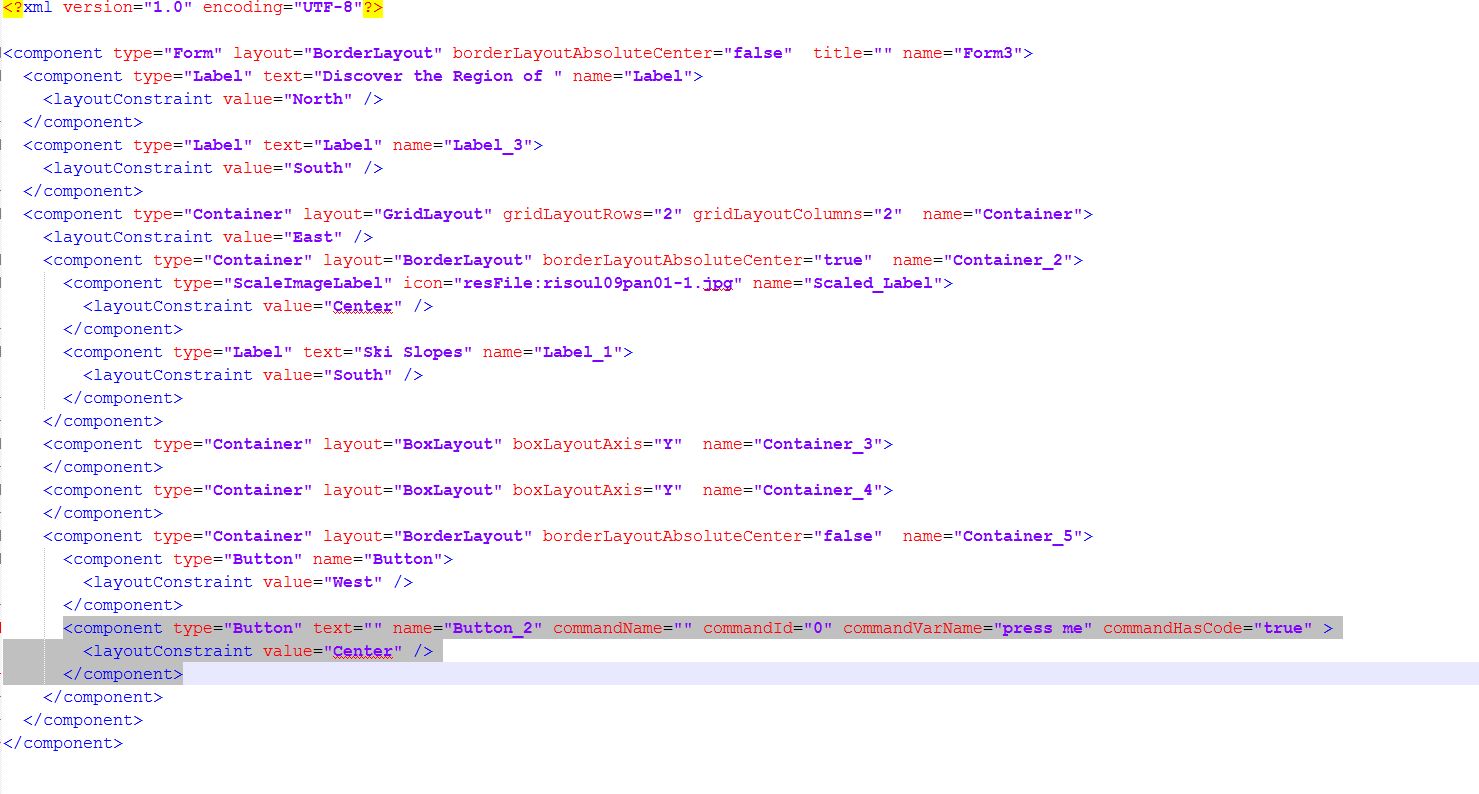 <?xml version="1.0" encoding="UTF-8"?>
<component type="Form" layout="BorderLayout" borderLayoutAbsoluteCenter="false"  title="" name="Form3">
  <component type="Label" text="Discover the Region of " name="Label">
    <layoutConstraint value="North" />
  </component>
  <component type="Label" text="Label" name="Label_3">
    <layoutConstraint value="South" />
  </component>
  <component type="Container" layout="GridLayout" gridLayoutRows="2" gridLayoutColumns="2"  name="Container">
    <layoutConstraint value="East" />
    <component type="Container" layout="BorderLayout" borderLayoutAbsoluteCenter="true"  name="Container_2">
      <component type="ScaleImageLabel" icon="resFile:risoul09pan01-1.jpg" name="Scaled_Label">
        <layoutConstraint value="Center" />
      </component>
      <component type="Label" text="Ski Slopes" name="Label_1">
        <layoutConstraint value="South" />
      </component>
    </component>
    <component type="Container" layout="BoxLayout" boxLayoutAxis="Y"  name="Container_3">
    </component>
    <component type="Container" layout="BoxLayout" boxLayoutAxis="Y"  name="Container_4">
    </component>
    <component type="Container" layout="BorderLayout" borderLayoutAbsoluteCenter="false"  name="Container_5">
      <component type="Button" name="Button">
        <layoutConstraint value="West" />
      </component>
      <component type="Button" text="" name="Button_2" commandName="" commandId="0" commandVarName="press me" commandHasCode="true" >
        <layoutConstraint value="Center" />
      </component>
    </component>
  </component>
</component>